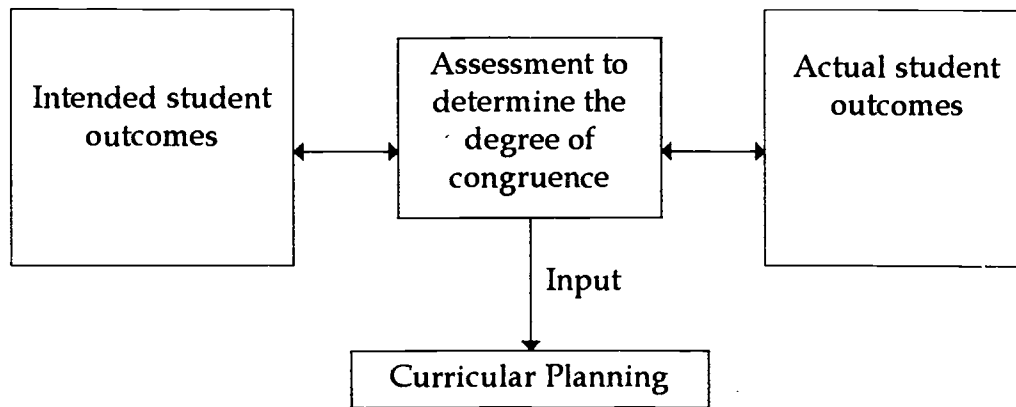 Intended student
outcomes
Assessment to
determine the
degree of
congruence
Actual student
outcomes
Input
Curricular Planning